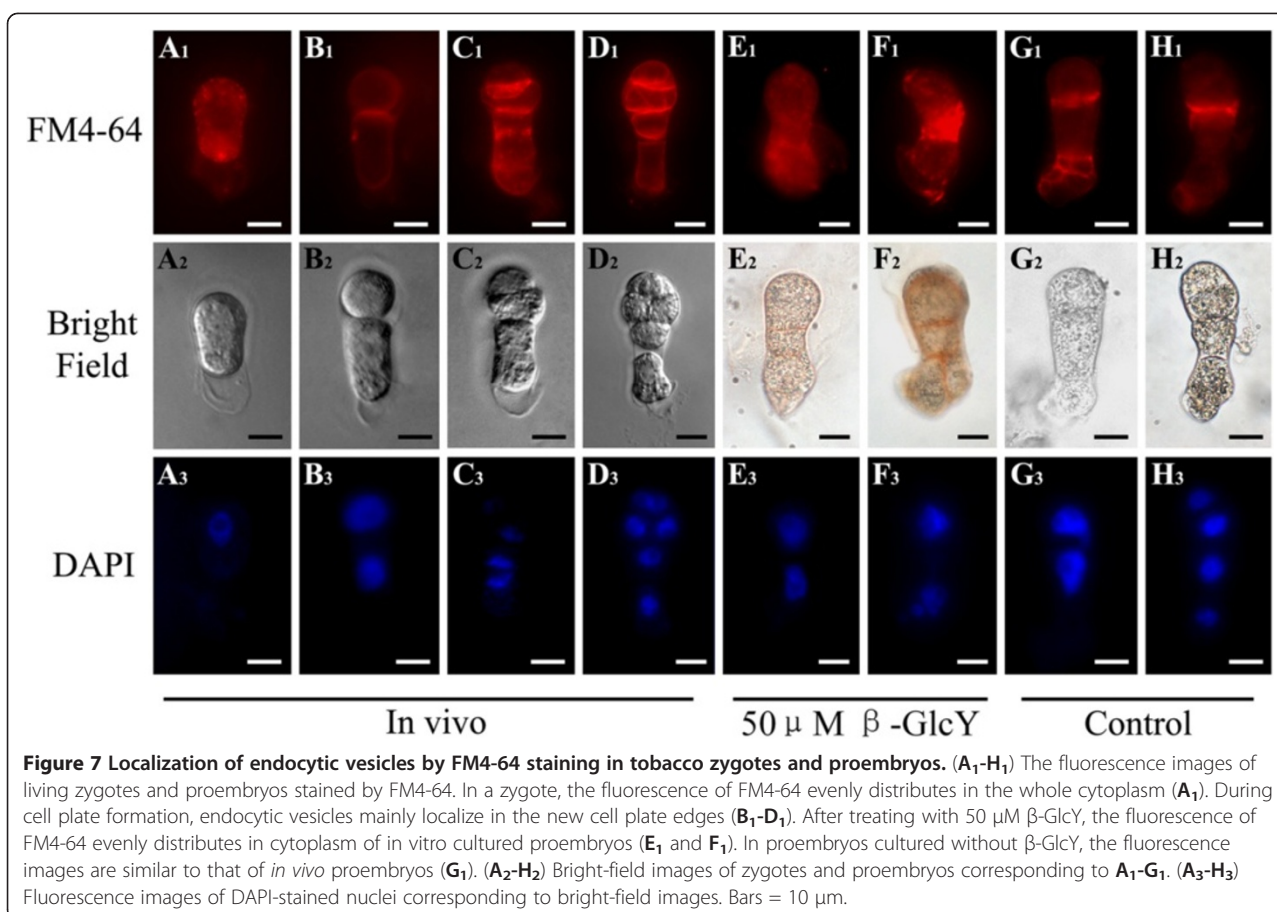 A1 B1 C1 D1 E1 F1 G1 H1
FM4-64
A2 B2 C2 D2 E2 F2 G2 H2
Bright
Field
A3 B3 C3 D3 E3 F3 G3 H3
DAPI
In vivo 50 μM β-GlcY Control
Figure 7 Localization of endocytic vesicles by FM4-64 staining in tobacco zygotes and proembryos. (A1-H1) The fluorescence images of
living zygotes and proembryos stained by FM4-64. In a zygote, the fluorescence of FM4-64 evenly distributes in the whole cytoplasm (A1). During
cell plate formation, endocytic vesicles mainly localize in the new cell plate edges (B1-D1). After treating with 50 μM β-GlcY, the fluorescence of
FM4-64 evenly distributes in cytoplasm of in vitro cultured proembryos (E1 and F1). In proembryos cultured without β-GlcY, the fluorescence
images are similar to that of in vivo proembryos (G1). (A2-H2) Bright-field images of zygotes and proembryos corresponding to A1-G1. (A3-H3)
Fluorescence images of DAPI-stained nuclei corresponding to bright-field images. Bars = 10 μm.